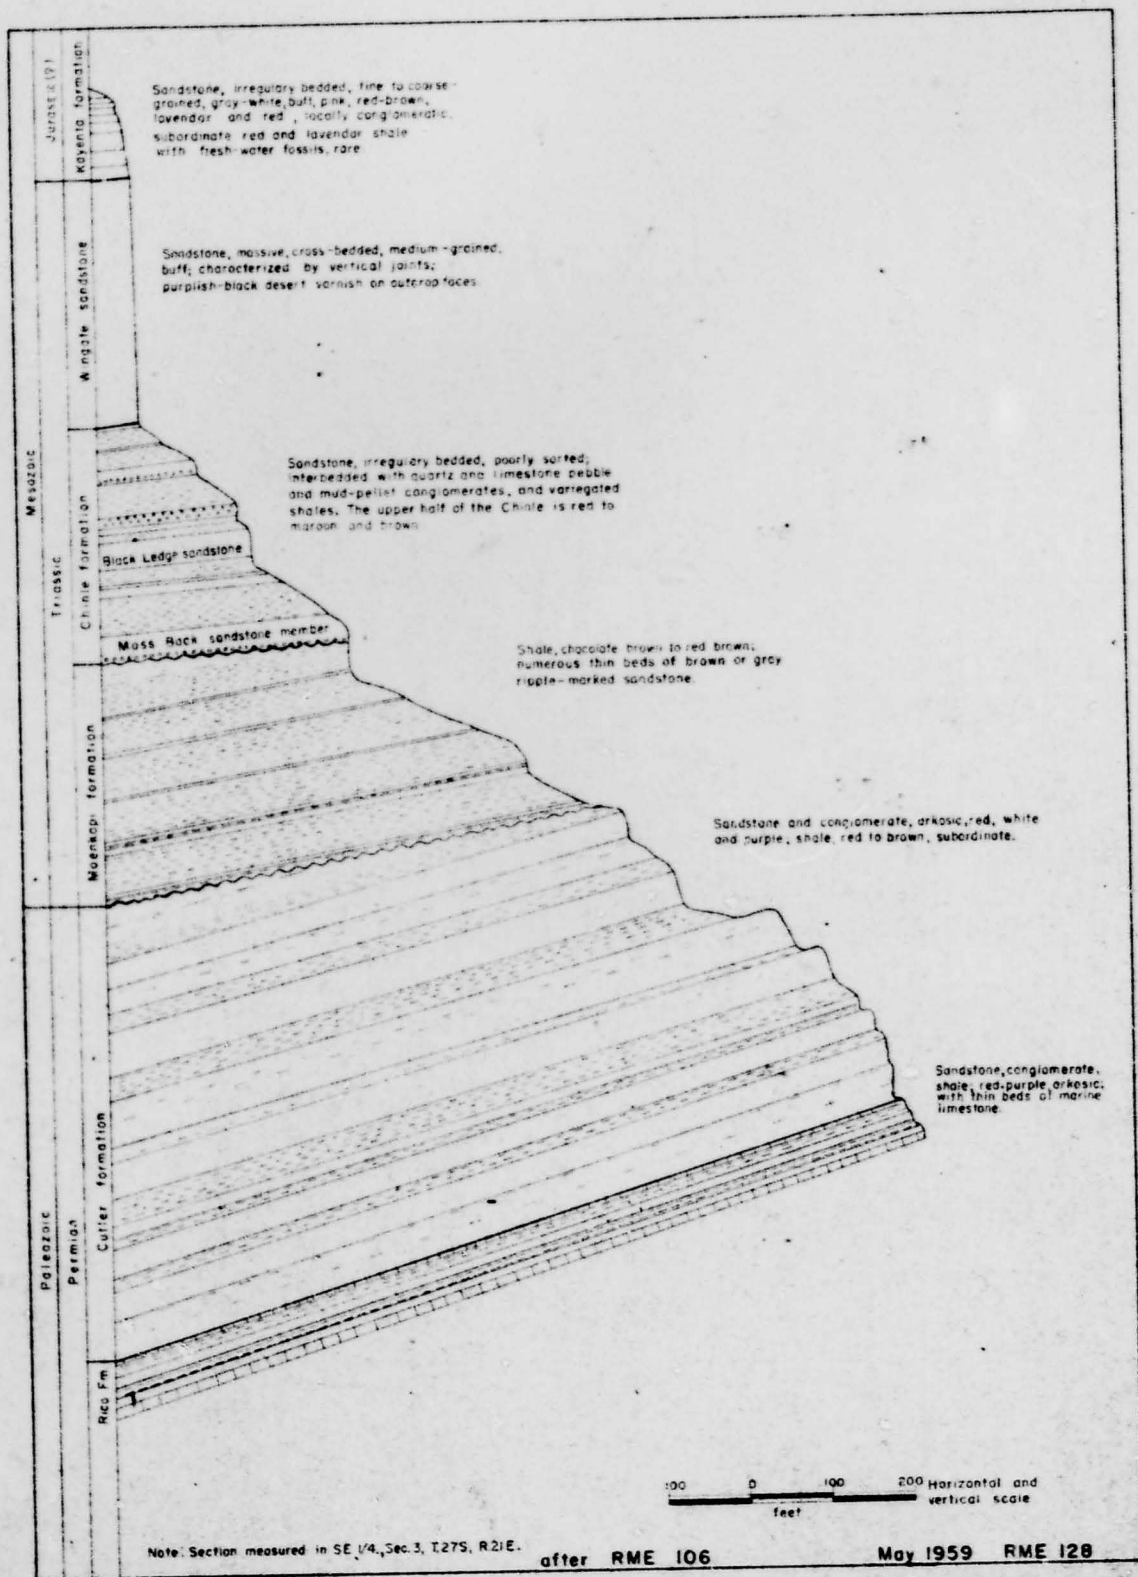 Jurassic(?)
Kayenta formation
Sandstone, irregulary bedded, fine to coarse-
grained, gray-white, buff, pink, red-brown,
lavendar and red, locally conglomeratic,
subordinate red and lavendar shale
with fresh-water fossils, rare
Wingate sandstone
Sandstone, massive, cross-bedded, medium-grained,
buff; characterized by vertical joints;
purplish-black desert varnish on outcrop faces
Mesozoic
Triassic
Chinle formation
Sandstone, irregulary bedded, poorly sorted;
interbedded with quartz and limestone pebble
and mud-pellet conglomerates, and variegated
shales. The upper half of the Chinle is red to
maroon and brown
Black Ledge sandstone
Moss Back sandstone member
Moenkopi formation
Shale, chocolate brown to red brown;
numerous thin beds of brown or gray
ripple-marked sandstone.
Sandstone and conglomerate, arkosic, red, white
and purple, shale, red to brown, subordinate.
Paleozoic
Permian
Cutler formation
Sandstone, conglomerate,
shale; red-purple, arkosic;
with thin beds of marine
limestone.
Rico Fm
100 0 100 200 Horizontal and
vertical scale
feet
Note: Section measured in SE 1/4, Sec. 3, T.27S, R.21E.
after RME 106
May 1959 RME 128